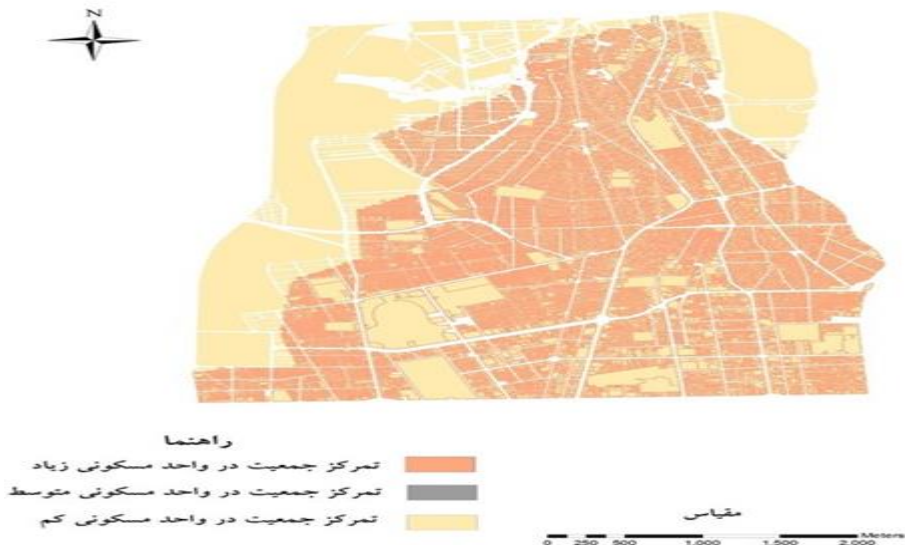 N
راهنما
تمرکز جمعیت در واحد مسکونی زیاد
تمرکز جمعیت در واحد مسکونی متوسط
تمرکز جمعیت در واحد مسکونی کم
مقیاس
0 250 500 1,000 1,500 2,000 Meters